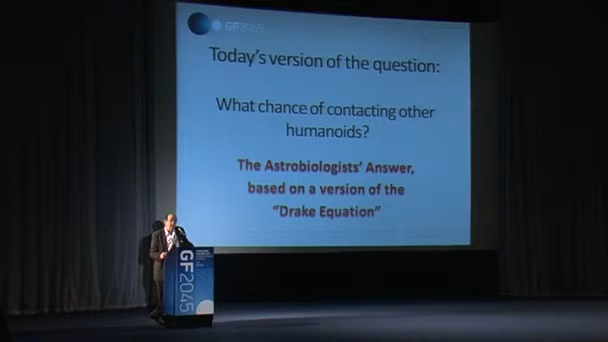 GF2045
Today's version of the question:
What chance of contacting other
humanoids?
The Astrobiologists' Answer,
based on a version of the
"Drake Equation"
GF2045